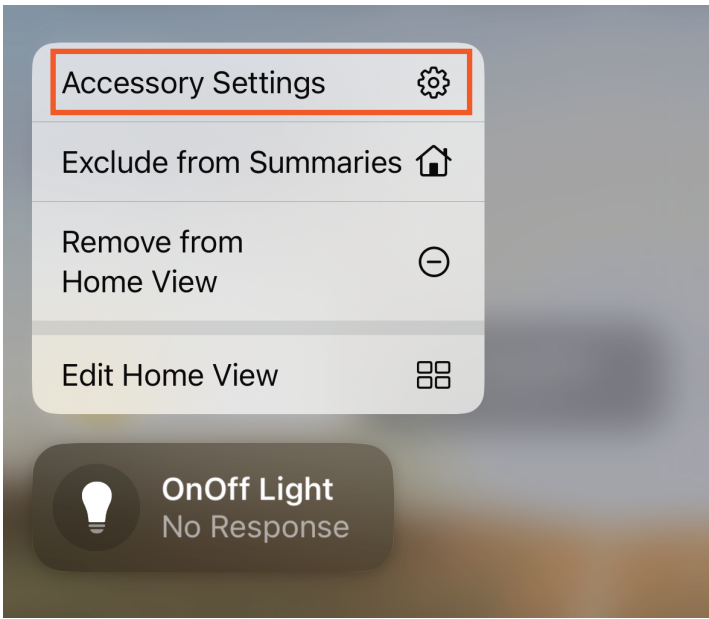 Accessory Settings
Exclude from Summaries
Remove from
Home View
Edit Home View
OnOff Light
No Response